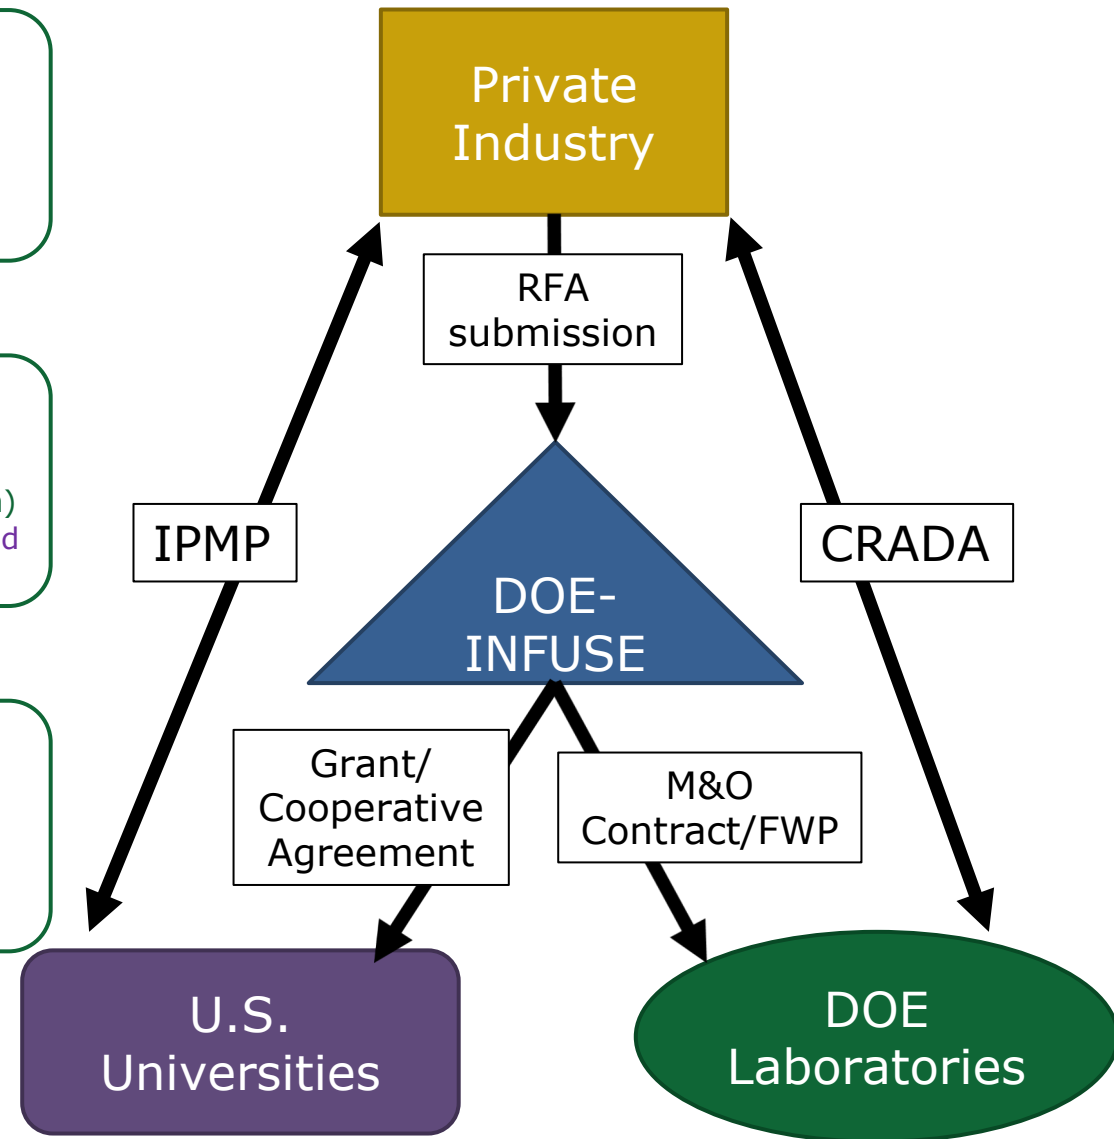 Private
Industry
RFA
submission
)
d
IPMP
CRADA
DOE-
INFUSE
Grant/
Cooperative
Agreement
M&O
Contract/FWP
U.S.
Universities
DOE
Laboratories